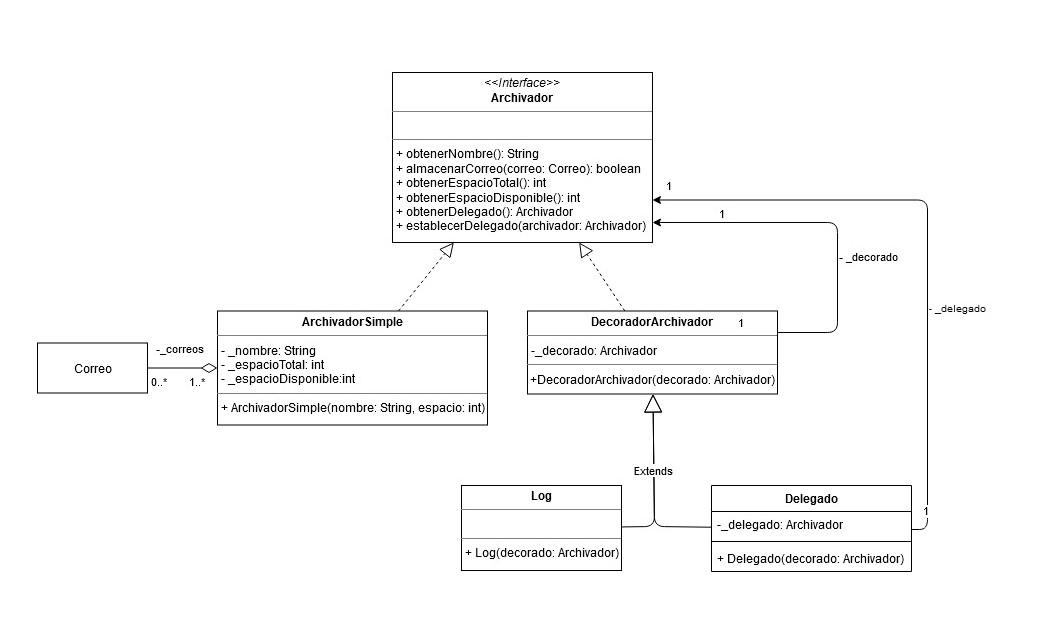 <<Interface>>
Archivador
+ obtenerNombre(): String
+ almacenarCorreo(correo: Correo): boolean
+ obtenerEspacioTotal(): int
+ obtenerEspacioDisponible(): int
+ obtenerDelegado(): Archivador
+ establecerDelegado(archivador: Archivador)
1
1
- _decorado
- _delegado
ArchivadorSimple
- _nombre: String
- _espacioTotal: int
- _espacioDisponible:int
+ ArchivadorSimple(nombre: String, espacio: int)
DecoradorArchivador
1
-_decorado: Archivador
+DecoradorArchivador(decorado: Archivador)
Correo
-_correos
0..*
1..*
Extends
Log
+ Log(decorado: Archivador)
Delegado
-_delegado: Archivador
+ Delegado(decorado: Archivador)
1